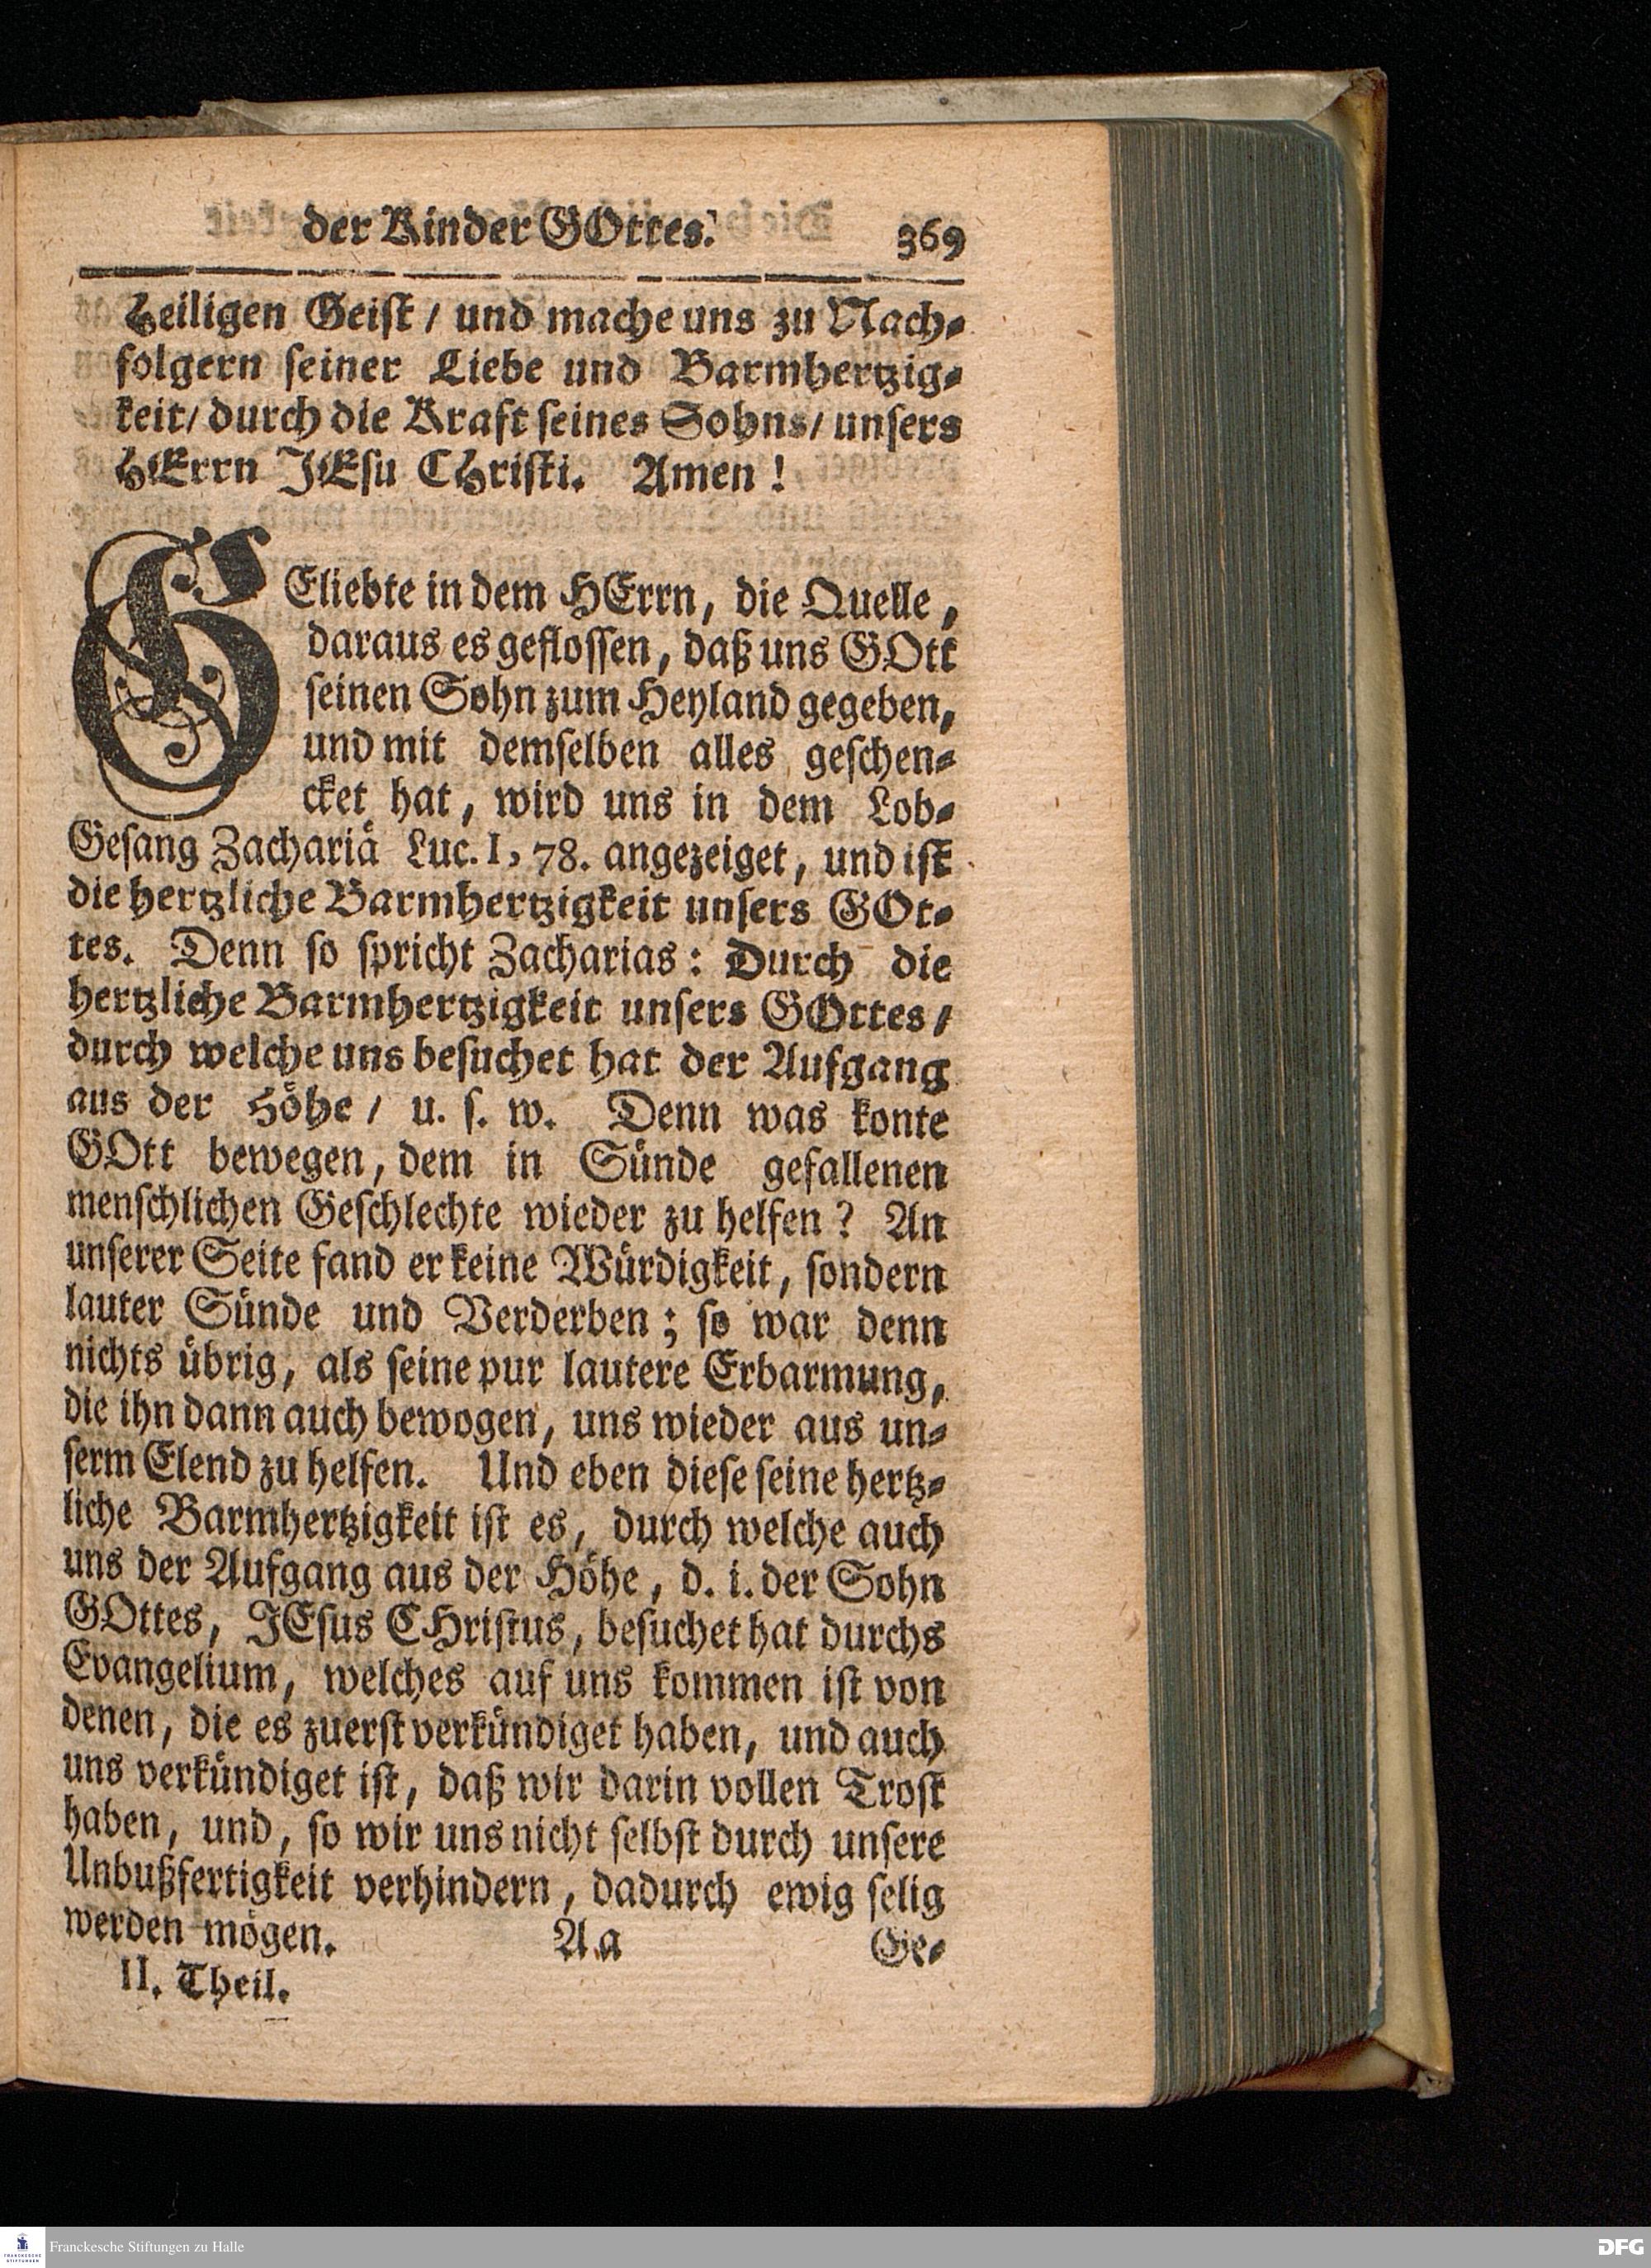 der Kinder GOttes. 369
Heiligen Geist / und mache uns zu Nach-
folgern seiner Liebe und Barmhertzig-
keit / durch die Kraft seines Sohns / unsers
HErrn JEsu CHristi. Amen !
GEliebte in dem HErrn, die Quelle,
daraus es geflossen, daß uns GOtt
seinen Sohn zum Heyland gegeben,
und mit demselben alles geschen-
cket hat, wird uns in dem Lob-
Gesang Zachariä Luc. I, 78. angezeiget, und ist
die hertzliche Barmhertzigkeit unsers GOt-
tes. Denn so spricht Zacharias: Durch die
hertzliche Barmhertzigkeit unsers GOttes /
durch welche uns besuchet hat der Aufgang
aus der Höhe / u. s. w. Denn was konte
GOtt bewegen, dem in Sünde gefallenen
menschlichen Geschlechte wieder zu helfen? An
unserer Seite fand er keine Würdigkeit, sondern
lauter Sünde und Verderben; so war denn
nichts übrig, als seine pur lautere Erbarmung,
die ihn dann auch bewogen, uns wieder aus un-
serm Elend zu helfen. Und eben diese seine hertz-
liche Barmhertzigkeit ist es, durch welche auch
uns der Aufgang aus der Höhe, d. i. der Sohn
GOttes, JEsus CHristus, besuchet hat durchs
Evangelium, welches auf uns kommen ist von
denen, die es zuerst verkündiget haben, und auch
uns verkündiget ist, daß wir darin vollen Trost
haben, und, so wir uns nicht selbst durch unsere
Unbußfertigkeit verhindern, dadurch ewig selig
werden mögen. A a Ge-
II. Theil.
FRANCKESCHE STIFTUNGEN
Franckesche Stiftungen zu Halle
DFG